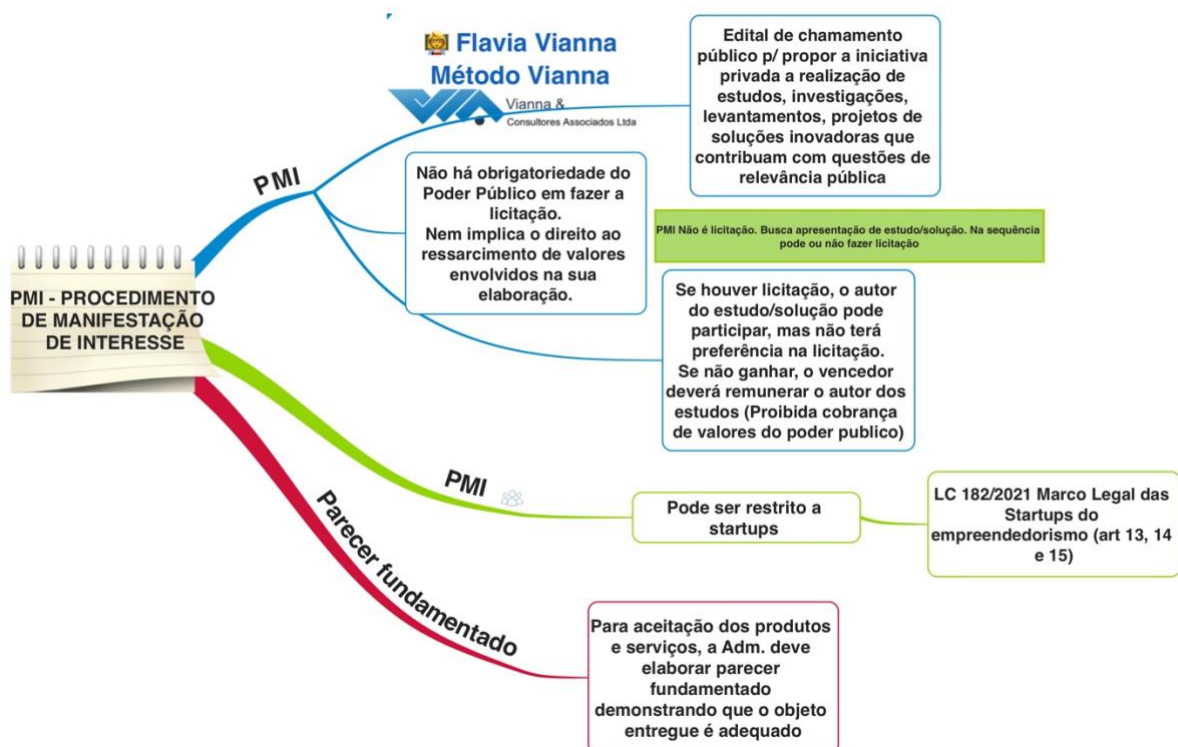 Flavia Vianna
Método Vianna
VIA
Vianna &
Consultores Associados Ltda
Edital de chamamento
público p/ propor a iniciativa
privada a realização de
estudos, investigações,
levantamentos, projetos de
soluções inovadoras que
contribuam com questões de
relevância pública
PMI
Não há obrigatoriedade do
Poder Público em fazer a
licitação.
Nem implica o direito ao
ressarcimento de valores
envolvidos na sua
elaboração.
PMI Não é licitação. Busca apresentação de estudo/solução. Na sequência
pode ou não fazer licitação
Se houver licitação, o autor
do estudo/solução pode
participar, mas não terá
preferência na licitação.
Se não ganhar, o vencedor
deverá remunerar o autor dos
estudos (Proibida cobrança
de valores do poder publico)
PMI - PROCEDIMENTO
DE MANIFESTAÇÃO
DE INTERESSE
PMI
Pode ser restrito a
startups
LC 182/2021 Marco Legal das
Startups do
empreendedorismo (art 13, 14
e 15)
Parecer fundamentado
Para aceitação dos produtos
e serviços, a Adm. deve
elaborar parecer
fundamentado
demonstrando que o objeto
entregue é adequado